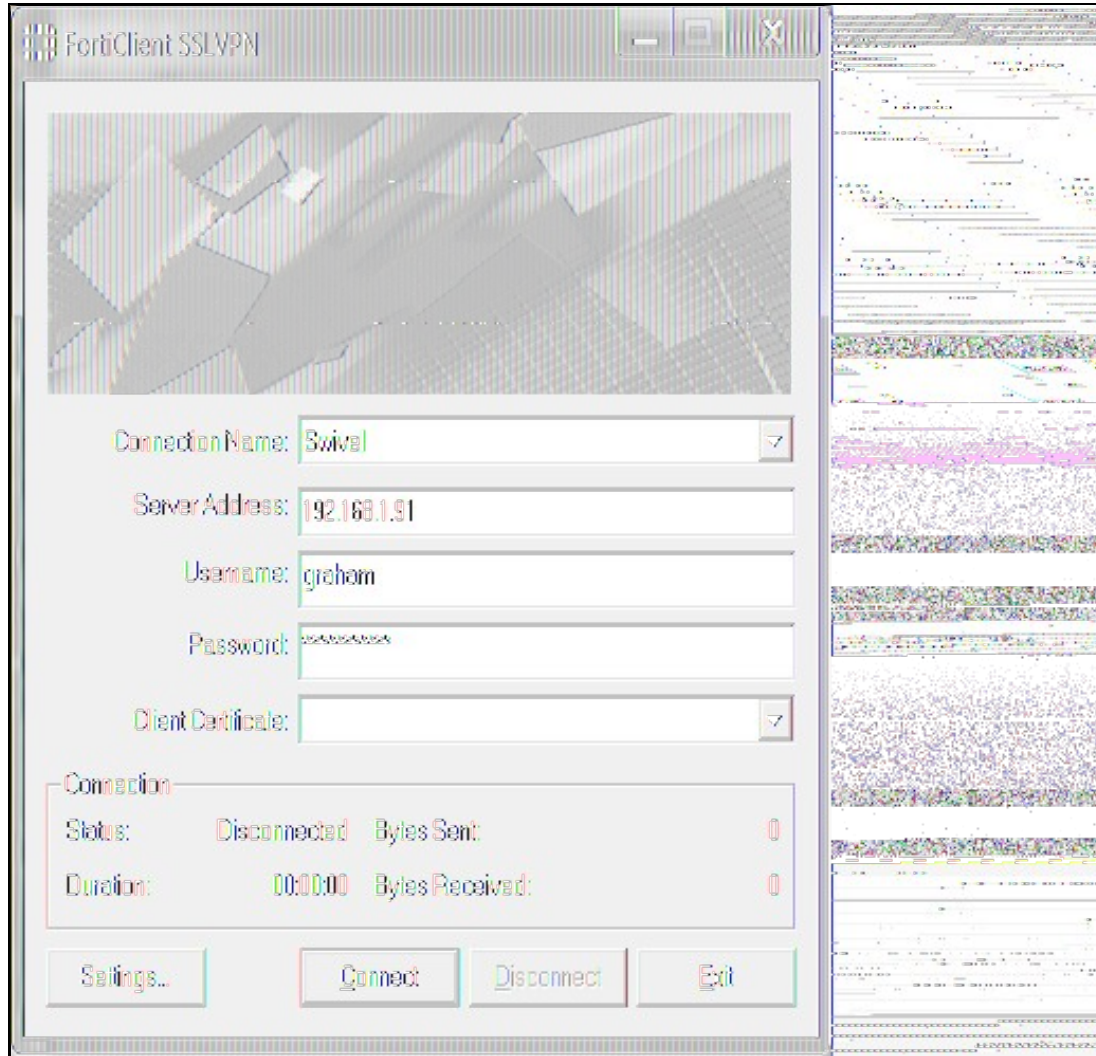 FortiClient SSLVPN
Connection Name: Swivel
Server Address: 192.168.1.91
Username: graham
Password: **********
Client Certificate:
Connection
Status: Disconnected Bytes Sent: 0
Duration: 00:00:00 Bytes Received: 0
Settings... Connect Disconnect Exit